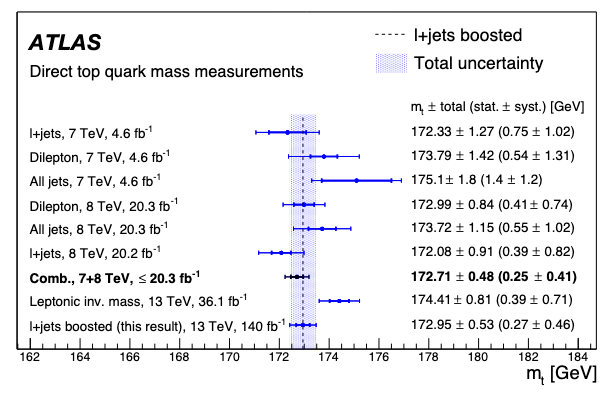 ATLAS
Direct top quark mass measurements
l+jets boosted
Total uncertainty
mt ± total (stat. ± syst.) [GeV]
l+jets, 7 TeV, 4.6 fb-1 172.33 ± 1.27 (0.75 ± 1.02)
Dilepton, 7 TeV, 4.6 fb-1 173.79 ± 1.42 (0.54 ± 1.31)
All jets, 7 TeV, 4.6 fb-1 175.1± 1.8 (1.4 ± 1.2)
Dilepton, 8 TeV, 20.3 fb-1 172.99 ± 0.84 (0.41± 0.74)
All jets, 8 TeV, 20.3 fb-1 173.72 ± 1.15 (0.55 ± 1.02)
l+jets, 8 TeV, 20.2 fb-1 172.08 ± 0.91 (0.39 ± 0.82)
Comb., 7+8 TeV, ≤ 20.3 fb-1 172.71 ± 0.48 (0.25 ± 0.41)
Leptonic inv. mass, 13 TeV, 36.1 fb-1 174.41 ± 0.81 (0.39 ± 0.71)
l+jets boosted (this result), 13 TeV, 140 fb-1 172.95 ± 0.53 (0.27 ± 0.46)
162 164 166 168 170 172 174 176 178 180 182 184
mt [GeV]